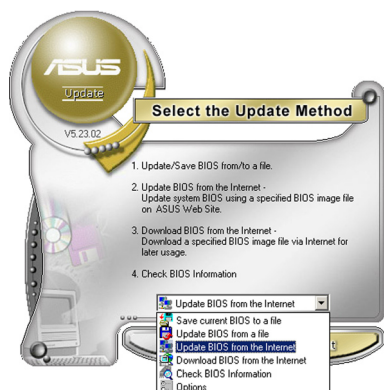 ASUS
Update
V5.23.02
Select the Update Method
1. Update/Save BIOS from/to a file.
2. Update BIOS from the Internet -
Update system BIOS using a specified BIOS image file
on ASUS Web Site.
3. Download BIOS from the Internet -
Download a specified BIOS image file via Internet for
later usage.
4. Check BIOS Information
Update BIOS from the Internet
Save current BIOS to a file
Update BIOS from a file
Update BIOS from the Internet
Download BIOS from the Internet
Check BIOS Information
Options